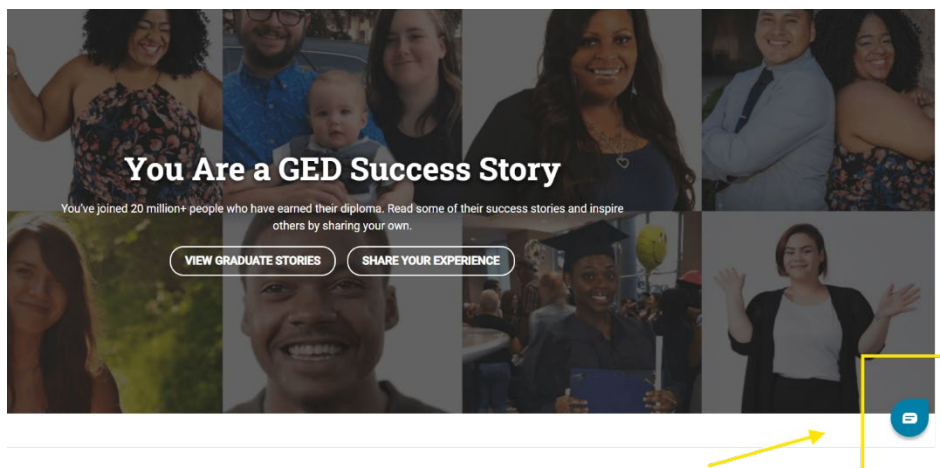 You Are a GED Success Story
You've joined 20 million+ people who have earned their diploma. Read some of their success stories and inspire
others by sharing your own.
VIEW GRADUATE STORIES
SHARE YOUR EXPERIENCE